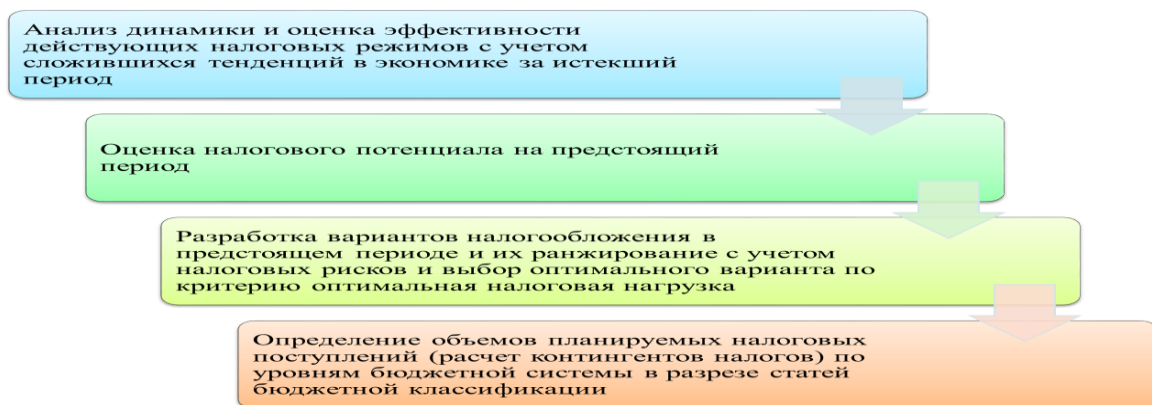 Анализ динамики и оценка эффективности
действующих налоговых режимов с учетом
сложившихся тенденций в экономике за истекший
период
Оценка налогового потенциала на предстоящий
период
Разработка вариантов налогообложения в
предстоящем периоде и их ранжирование с учетом
налоговых рисков и выбор оптимального варианта по
критерию оптимальная налоговая нагрузка
Определение объемов планируемых налоговых
поступлений (расчет контингентов налогов) по
уровням бюджетной системы в разрезе статей
бюджетной классификации